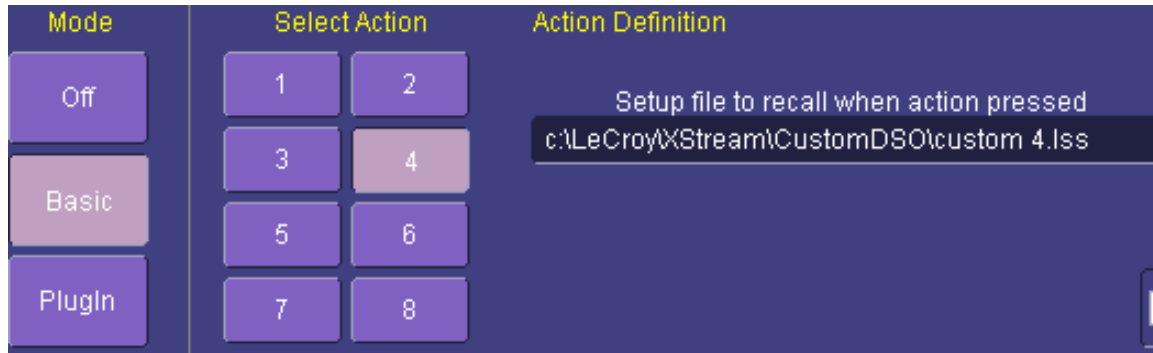 Mode
Off
Basic
PlugIn
Select Action
1 2
3 4
5 6
7 8
Action Definition
Setup file to recall when action pressed
c:\LeCroy\XStream\CustomDSO\custom 4.lss